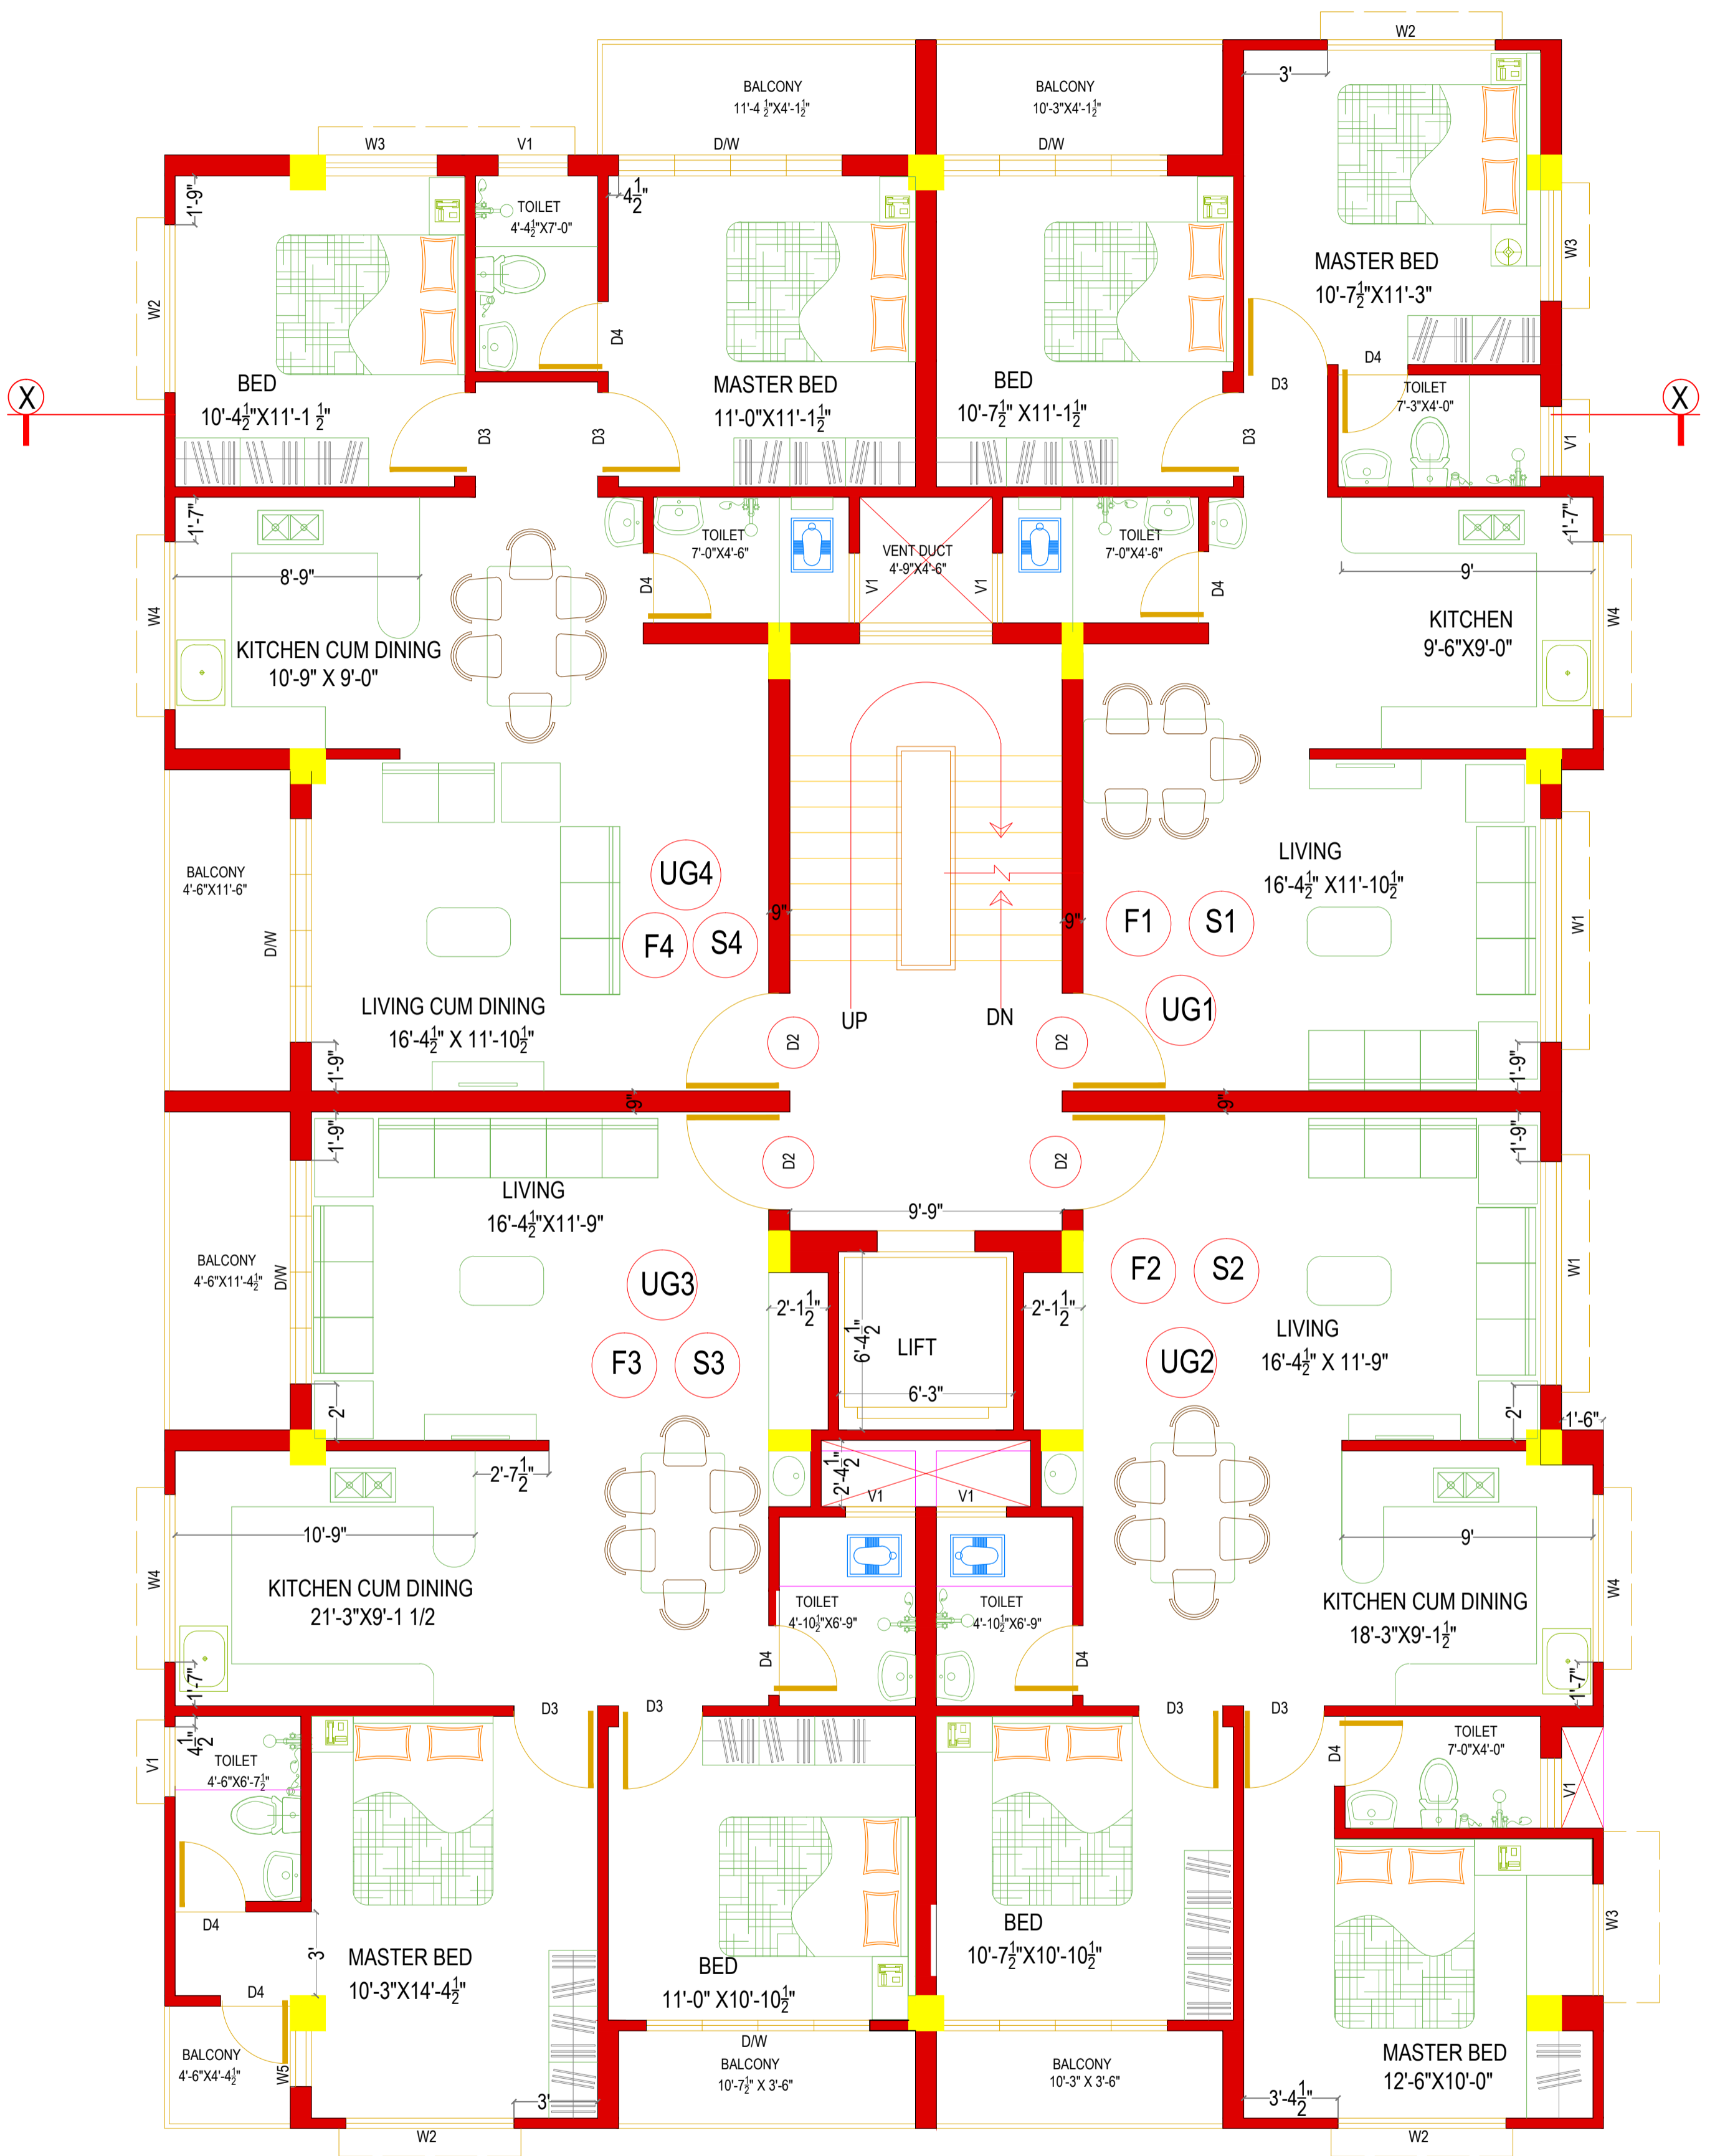 W2
BALCONY
11'-4 1/2"X4'-1 1/2"
BALCONY
10'-3"X4'-1 1/2"
3'
W3
V1
D/W
D/W
1'-9"
TOILET
4'-4 1/2"X7'-0"
4 1/2"
W2
W3
MASTER BED
10'-7 1/2"X11'-3"
D4
D4
BED
10'-4 1/2"X11'-1 1/2"
MASTER BED
11'-0"X11'-1 1/2"
BED
10'-7 1/2" X11'-1 1/2"
D3
TOILET
7'-3"X4'-0"
X
X
D3
D3
D3
V1
1'-7"
TOILET
7'-0"X4'-6"
VENT DUCT
4'-9"X4'-6"
TOILET
7'-0"X4'-6"
1'-7"
8'-9"
D4
V1
V1
D4
9'
W4
W4
KITCHEN CUM DINING
10'-9" X 9'-0"
KITCHEN
9'-6"X9'-0"
BALCONY
4'-6"X11'-6"
UG4
LIVING
16'-4 1/2" X11'-10 1/2"
F4
S4
9"
9"
F1
S1
W1
D/W
LIVING CUM DINING
16'-4 1/2" X 11'-10 1/2"
UP
DN
UG1
D2
D2
1'-9"
1'-9"
9"
9"
1'-9"
1'-9"
D2
D2
LIVING
16'-4 1/2"X11'-9"
9'-9"
BALCONY
4'-6"X11'-4 1/2"
D/W
UG3
F2
S2
W1
2'-1 1/2"
2'-1 1/2"
6'-4 1/2"
LIFT
LIVING
16'-4 1/2" X 11'-9"
F3
S3
UG2
6'-3"
2'
2'
1'-6"
2'-7 1/2"
2'-4 1/2"
V1
V1
10'-9"
9'
W4
W4
KITCHEN CUM DINING
21'-3"X9'-1 1/2
TOILET
4'-10 1/2"X6'-9"
TOILET
4'-10 1/2"X6'-9"
KITCHEN CUM DINING
18'-3"X9'-1 1/2"
1'-7"
D4
D4
1'-7"
D3
D3
D3
D3
4 1/2"
V1
TOILET
4'-6"X6'-7 1/2"
D4
TOILET
7'-0"X4'-0"
V1
D4
3'
MASTER BED
10'-3"X14'-4 1/2"
BED
11'-0" X10'-10 1/2"
BED
10'-7 1/2"X10'-10 1/2"
W3
D4
D/W
BALCONY
4'-6"X4'-4 1/2"
W5
BALCONY
10'-7 1/2" X 3'-6"
BALCONY
10'-3" X 3'-6"
MASTER BED
12'-6"X10'-0"
3'
3'-4 1/2"
W2
W2